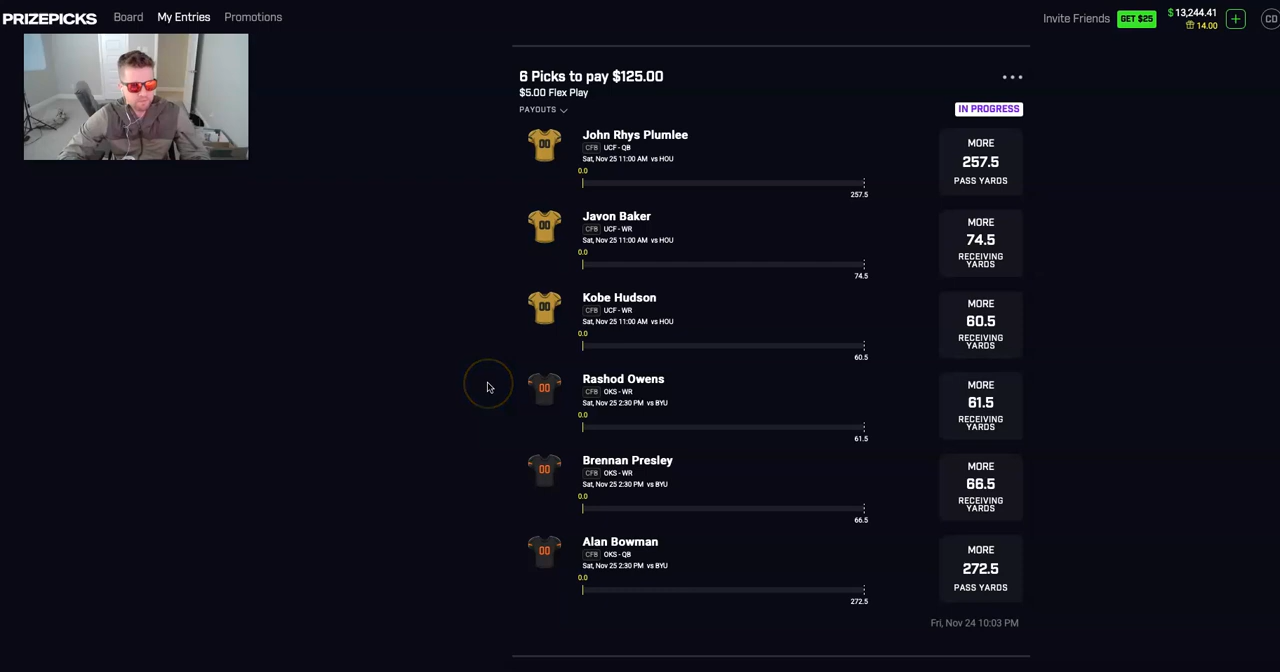 PRIZEPICKS Board My Entries Promotions Invite Friends GET $25 $ 13,244.41 + CD
14.00
6 Picks to pay $125.00
$5.00 Flex Play
PAYOUTS
IN PROGRESS
00
John Rhys Plumlee
CFB UCF - QB
Sat, Nov 25 11:00 AM vs HOU
0.0
257.5
MORE
257.5
PASS YARDS
00
Javon Baker
CFB UCF - WR
Sat, Nov 25 11:00 AM vs HOU
0.0
74.5
MORE
74.5
RECEIVING
YARDS
00
Kobe Hudson
CFB UCF - WR
Sat, Nov 25 11:00 AM vs HOU
0.0
60.5
MORE
60.5
RECEIVING
YARDS
00
Rashod Owens
CFB OKS - WR
Sat, Nov 25 2:30 PM vs BYU
0.0
61.5
MORE
61.5
RECEIVING
YARDS
00
Brennan Presley
CFB OKS - WR
Sat, Nov 25 2:30 PM vs BYU
0.0
66.5
MORE
66.5
RECEIVING
YARDS
00
Alan Bowman
CFB OKS - QB
Sat, Nov 25 2:30 PM vs BYU
0.0
272.5
MORE
272.5
PASS YARDS
Fri, Nov 24 10:03 PM